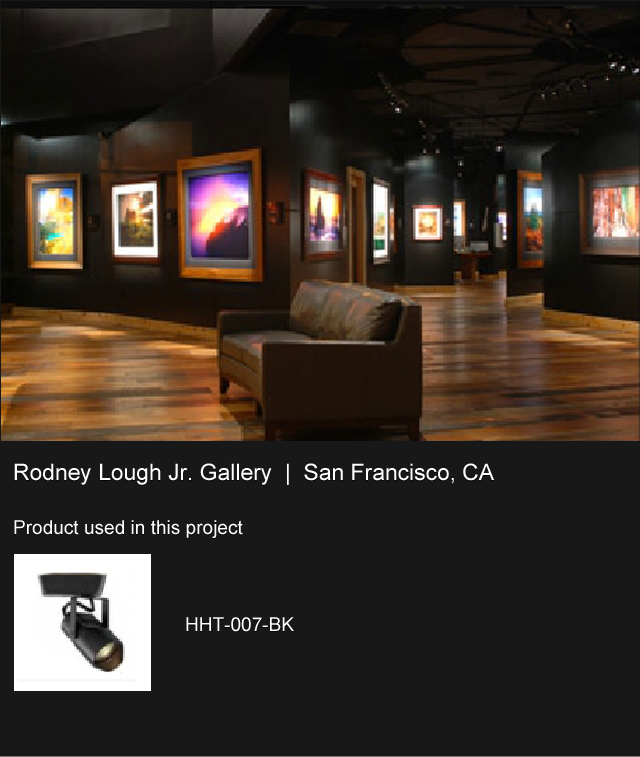 Rodney Lough Jr. Gallery | San Francisco, CA
Product used in this project
HHT-007-BK